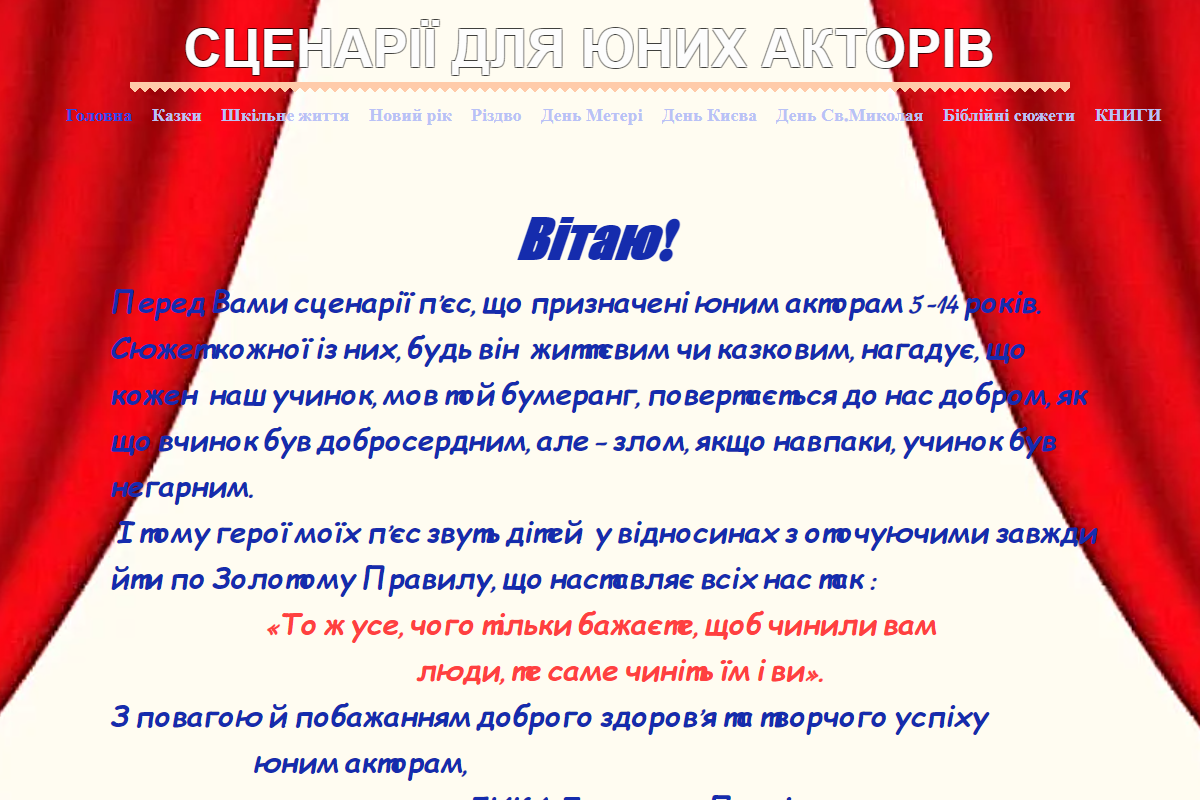 СЦЕНАРІЇ ДЛЯ ЮНИХ АКТОРІВ
Головна Казки Шкільне життя Новий рік Різдво День Метері День Києва День Св.Миколая Біблійні сюжети КНИГИ
Вітаю!
Перед Вами сценарії п'єс, що призначені юним акторам 5-14 років.
Сюжет кожної із них, будь він життєвим чи казковим, нагадує, що
кожен наш учинок, мов той бумеранг, повертається до нас добром, як
що вчинок був добросердним, але - злом, якщо навпаки, учинок був
негарним.
І тому герої моїх п'єс звуть дітей у відносинах з оточуючими завжди
йти по Золотому Правилу, що наставляє всіх нас так :
«То ж усе, чого тільки бажаєте, щоб чинили вам
люди, те саме чиніть їм і ви».
З повагою й побажанням доброго здоров'я та творчого успіху
юним акторам,